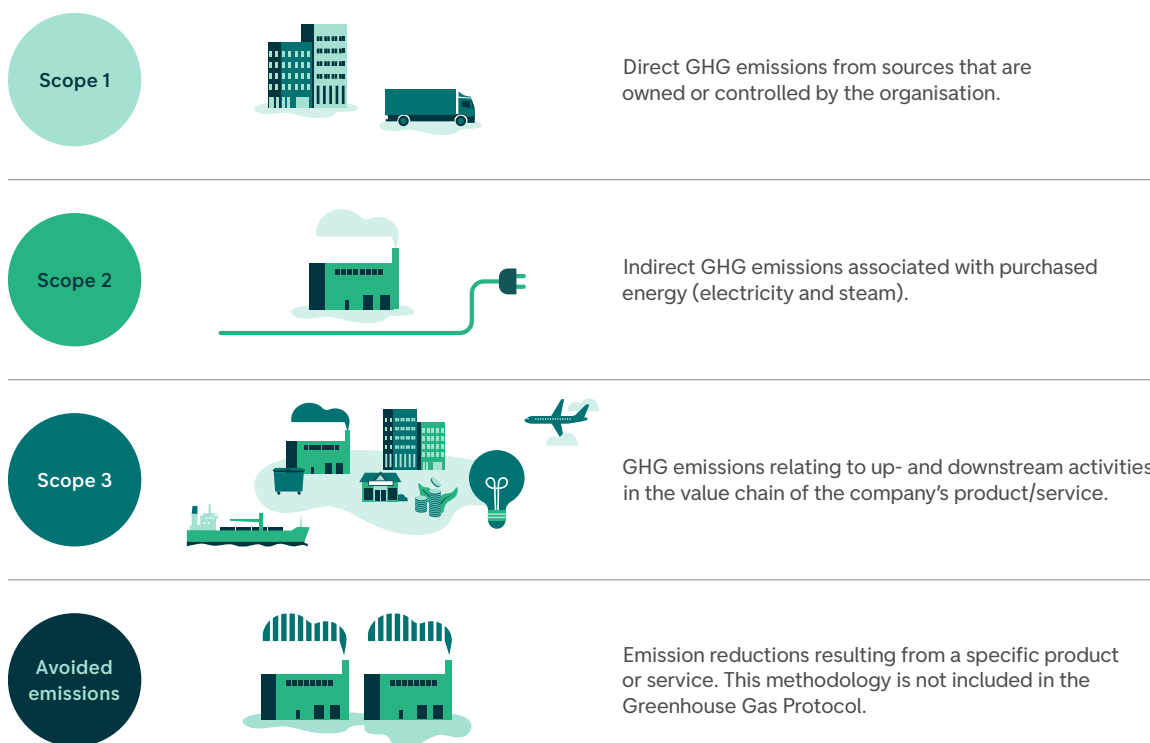 Scope 1
Direct GHG emissions from sources that are
owned or controlled by the organisation.
Scope 2
Indirect GHG emissions associated with purchased
energy (electricity and steam).
Scope 3
GHG emissions relating to up- and downstream activities
in the value chain of the company’s product/service.
Avoided
emissions
Emission reductions resulting from a specific product
or service. This methodology is not included in the
Greenhouse Gas Protocol.